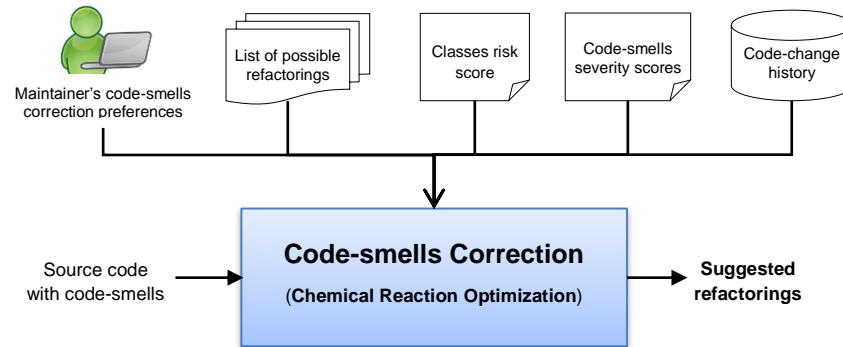 Maintainer's code-smells
correction preferences
List of possible
refactorings
Classes risk
score
Code-smells
severity scores
Code-change
history
Source code
with code-smells
Code-smells Correction
(Chemical Reaction Optimization)
Suggested
refactorings